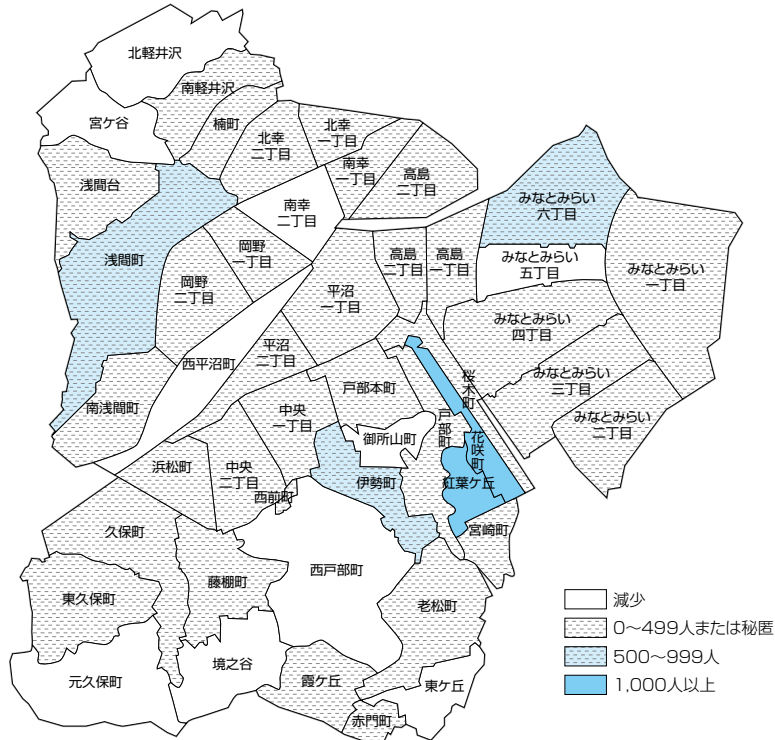 北軽井沢
南軽井沢
宮ケ谷
楠町
北幸
二丁目
北幸
一丁目
南幸
一丁目
高島
二丁目
浅間台
南幸
二丁目
みなとみらい
六丁目
浅間町
岡野
一丁目
岡野
二丁目
高島
二丁目
高島
一丁目
みなとみらい
五丁目
みなとみらい
一丁目
平沼
一丁目
みなとみらい
四丁目
西平沼町
平沼
二丁目
戸部本町
桜木町
みなとみらい
三丁目
南浅間町
中央
一丁目
御所山町
戸部町
花咲町
みなとみらい
二丁目
浜松町
中央
二丁目
西前町
伊勢町
紅葉ケ丘
久保町
宮崎町
東久保町
藤棚町
西戸部町
老松町
元久保町
境之谷
霞ケ丘
東ケ丘
赤門町
減少
0〜499人または秘匿
500〜999人
1,000人以上